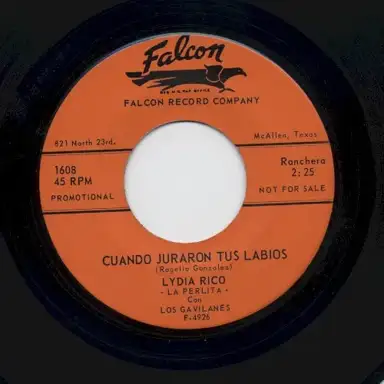 Falcon
FALCON RECORD COMPANY
821 North 23rd.
McAllen, Texas
1608
45 RPM
PROMOTIONAL
Ranchera
2:25
NOT FOR SALE
CUANDO JURARON TUS LABIOS
(Rogelio Gonzales)
LYDIA RICO
- LA PERLITA -
Con
LOS GAVILANES
F-4926